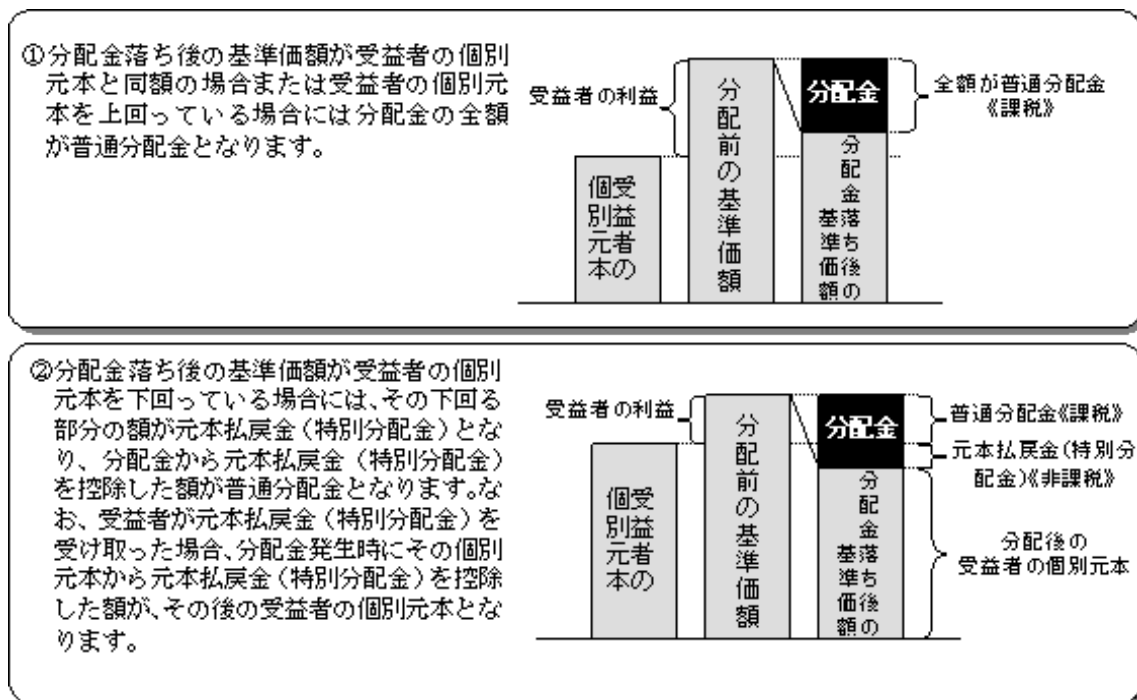 ①分配金落ち後の基準価額が受益者の個別
元本と同額の場合または受益者の個別元
本を上回っている場合には分配金の全額
が普通分配金となります。
受益者の利益
受益者の
個別元本
分配前の基準価額
分配金
分配金落ち後の
基準価額
全額が普通分配金
《課税》
②分配金落ち後の基準価額が受益者の個別
元本を下回っている場合には、その下回る
部分の額が元本払戻金（特別分配金）とな
り、分配金から元本払戻金（特別分配金）
を控除した額が普通分配金となります。な
お、受益者が元本払戻金（特別分配金）を
受け取った場合、分配金発生時にその個別
元本から元本払戻金（特別分配金）を控除
した額が、その後の受益者の個別元本とな
ります。
受益者の利益
受益者の
個別元本
分配前の基準価額
分配金
分配金落ち後の
基準価額
普通分配金《課税》
元本払戻金(特別分
配金)《非課税》
分配後の
受益者の個別元本